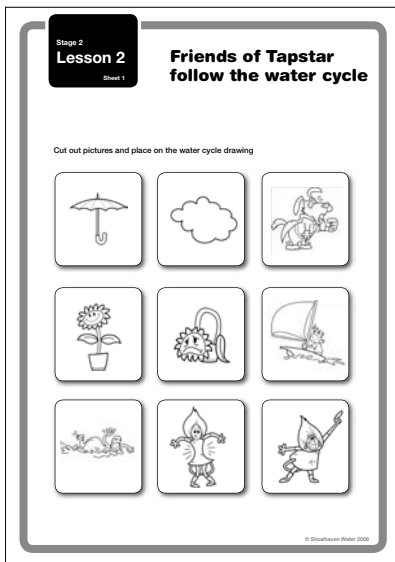 Stage 2
Lesson 2
Sheet 1
Friends of Tapstar
follow the water cycle
Cut out pictures and place on the water cycle drawing
© Shoalhaven Water 2006